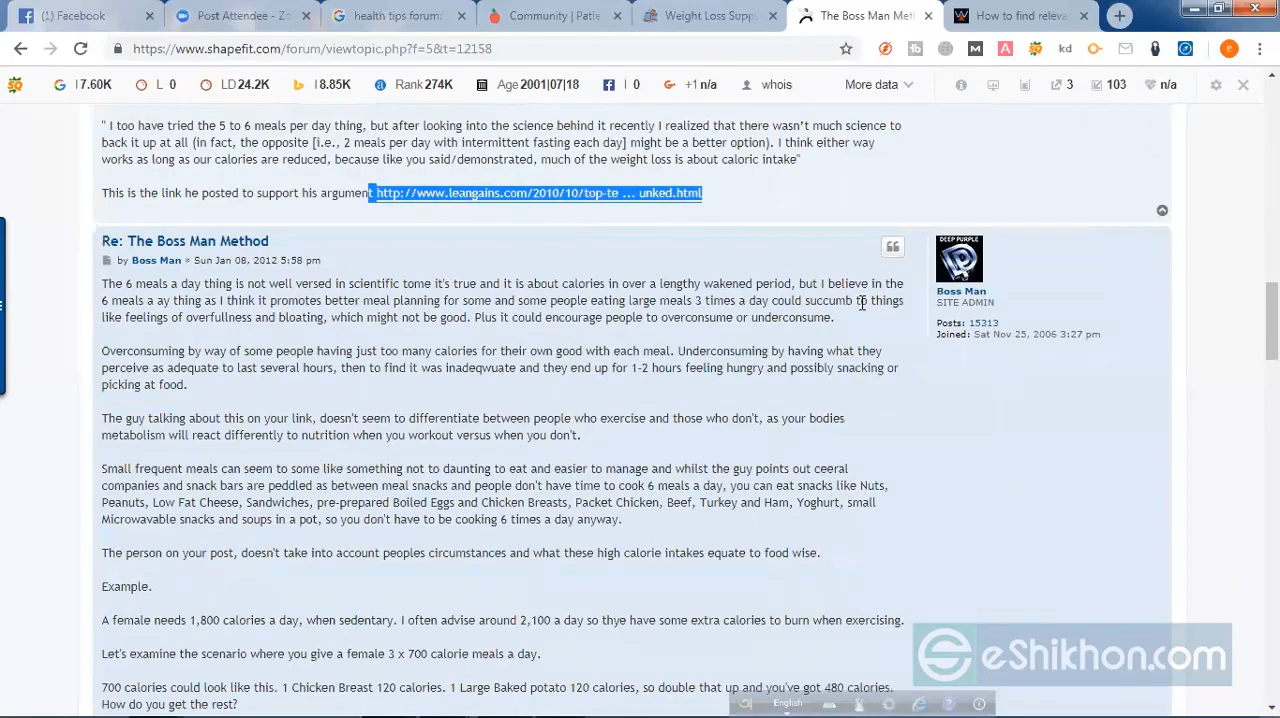 (1) Facebook
Post Attendee - Zo
health tips forum:
Community | Patie
Weight Loss Supp
The Boss Man Met
How to find releva
https://www.shapefit.com/forum/viewtopic.php?f=5&t=12158
I 7.60K
L 0
LD 24.2K
I 8.85K
Rank 274K
Age 2001|07|18
I 0
+1 n/a
whois
More data
3
103
n/a
" I too have tried the 5 to 6 meals per day thing, but after looking into the science behind it recently I realized that there wasn't much science to
back it up at all (in fact, the opposite [i.e., 2 meals per day with intermittent fasting each day] might be a better option). I think either way
works as long as our calories are reduced, because like you said/demonstrated, much of the weight loss is about caloric intake"
This is the link he posted to support his argument http://www.leangains.com/2010/10/top-te ... unked.html
Re: The Boss Man Method
by Boss Man » Sun Jan 08, 2012 5:58 pm
DEEP PURPLE
Boss Man
SITE ADMIN
Posts: 15313
Joined: Sat Nov 25, 2006 3:27 pm
The 6 meals a day thing is not well versed in scientific tome it's true and it is about calories in over a lengthy wakened period, but I believe in the
6 meals a ay thing as I think it promotes better meal planning for some and some people eating large meals 3 times a day could succumb to things
like feelings of overfullness and bloating, which might not be good. Plus it could encourage people to overconsume or underconsume.
Overconsuming by way of some people having just too many calories for their own good with each meal. Underconsuming by having what they
perceive as adequate to last several hours, then to find it was inadeqwuate and they end up for 1-2 hours feeling hungry and possibly snacking or
picking at food.
The guy talking about this on your link, doesn't seem to differentiate between people who exercise and those who don't, as your bodies
metabolism will react differently to nutrition when you workout versus when you don't.
Small frequent meals can seem to some like something not to daunting to eat and easier to manage and whilst the guy points out ceeral
companies and snack bars are peddled as between meal snacks and people don't have time to cook 6 meals a day, you can eat snacks like Nuts,
Peanuts, Low Fat Cheese, Sandwiches, pre-prepared Boiled Eggs and Chicken Breasts, Packet Chicken, Beef, Turkey and Ham, Yoghurt, small
Microwavable snacks and soups in a pot, so you don't have to be cooking 6 times a day anyway.
The person on your post, doesn't take into account peoples circumstances and what these high calorie intakes equate to food wise.
Example.
A female needs 1,800 calories a day, when sedentary. I often advise around 2,100 a day so thye have some extra calories to burn when exercising.
Let's examine the scenario where you give a female 3 x 700 calorie meals a day.
700 calories could look like this. 1 Chicken Breast 120 calories. 1 Large Baked potato 120 calories, so double that up and you've got 480 calories.
How do you get the rest?
eShikhon.com
English